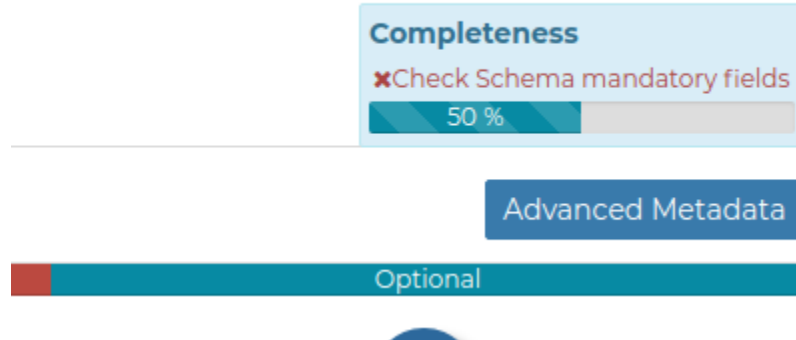 Completeness
✖Check Schema mandatory fields
50 %
Advanced Metadata
Optional